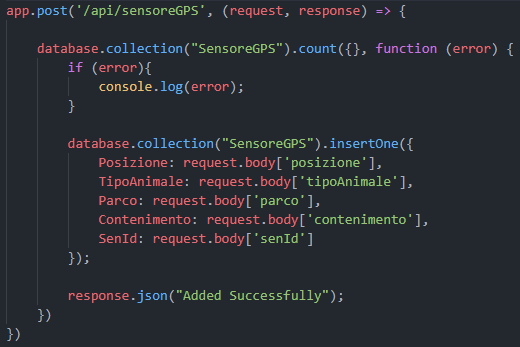 app.post('/api/sensoreGPS', (request, response) => {
database.collection("SensoreGPS").count({}, function (error) {
if (error){
console.log(error);
}
database.collection("SensoreGPS").insertOne({
Posizione: request.body['posizione'],
TipoAnimale: request.body['tipoAnimale'],
Parco: request.body['parco'],
Contenimento: request.body['contenimento'],
SenId: request.body['senId']
});
response.json("Added Successfully");
})
})